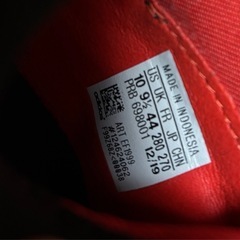 MADE IN INDONESIA
US UK FR JP CHN
10 9½ 44 280 270
PRB 698001 12/19
ART EF1999
#124624062